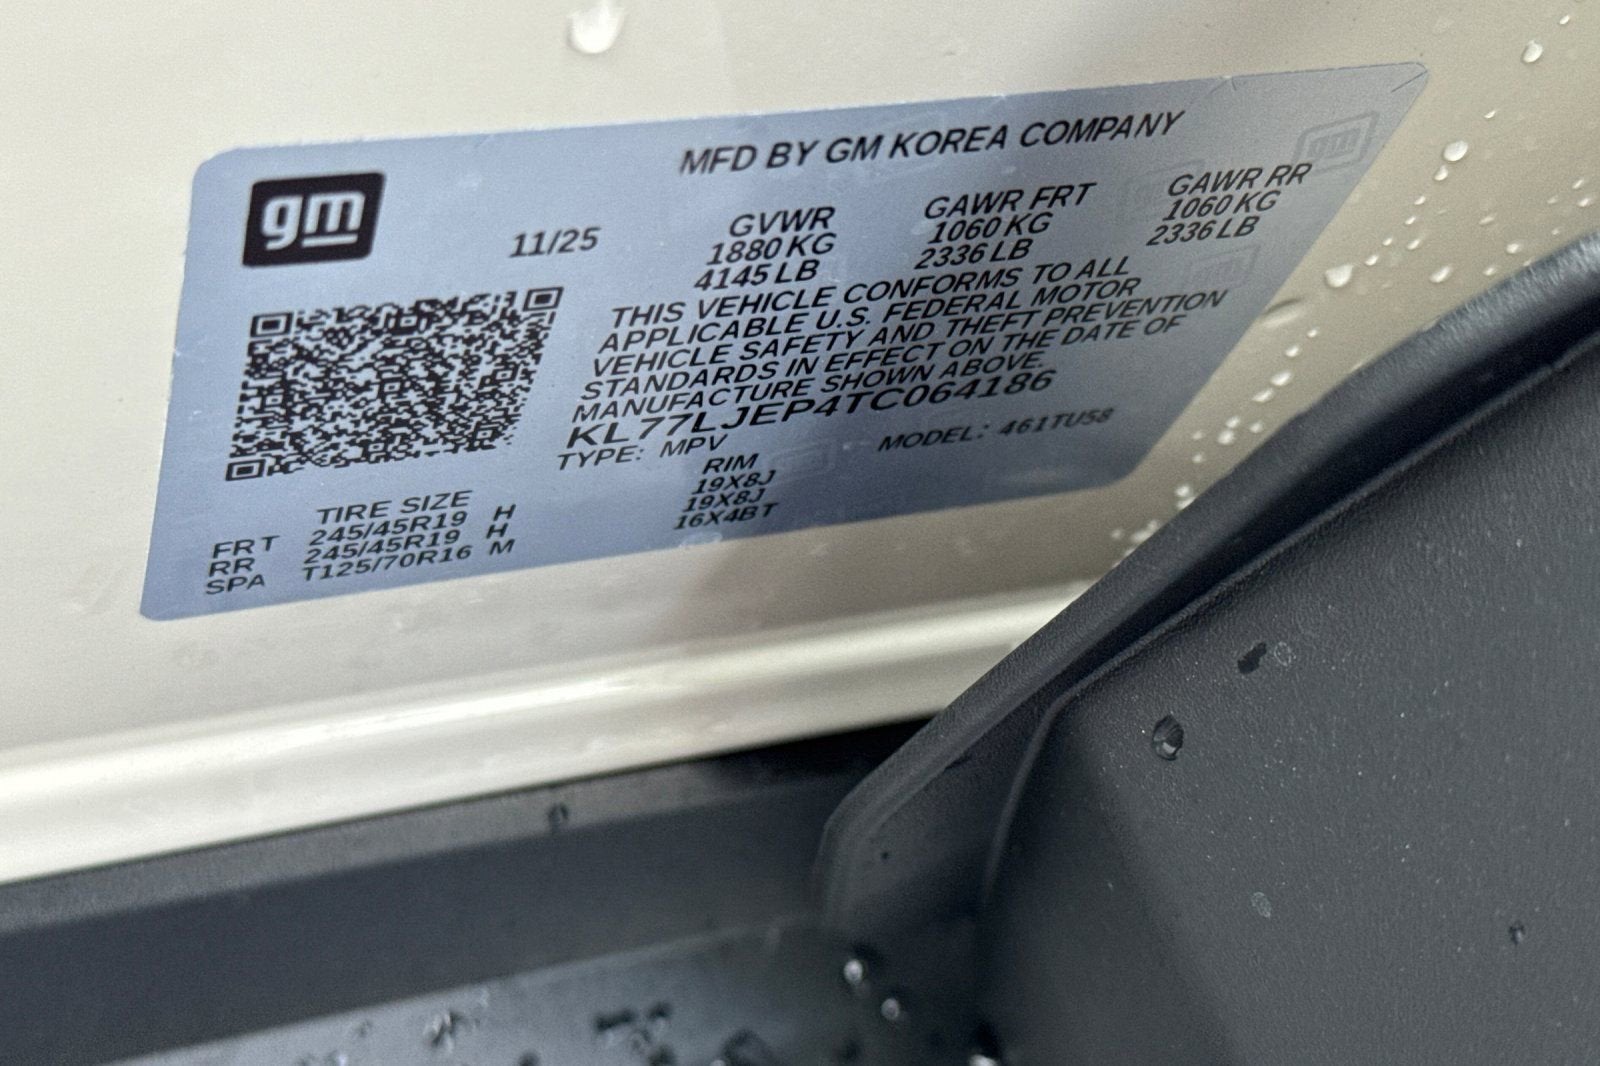 gm
MFD BY GM KOREA COMPANY
11/25
GVWR GAWR FRT GAWR RR
1880 KG 1060 KG 1060 KG
4145 LB 2336 LB 2336 LB
THIS VEHICLE CONFORMS TO ALL
APPLICABLE U.S. FEDERAL MOTOR
VEHICLE SAFETY AND THEFT PREVENTION
STANDARDS IN EFFECT ON THE DATE OF
MANUFACTURE SHOWN ABOVE.
KL77LJEP4TC064186
TYPE: MPV MODEL: 461TU58
TIRE SIZE RIM
FRT 245/45R19 H 19X8J
RR 245/45R19 H 19X8J
SPA T125/70R16 M 16X4BT